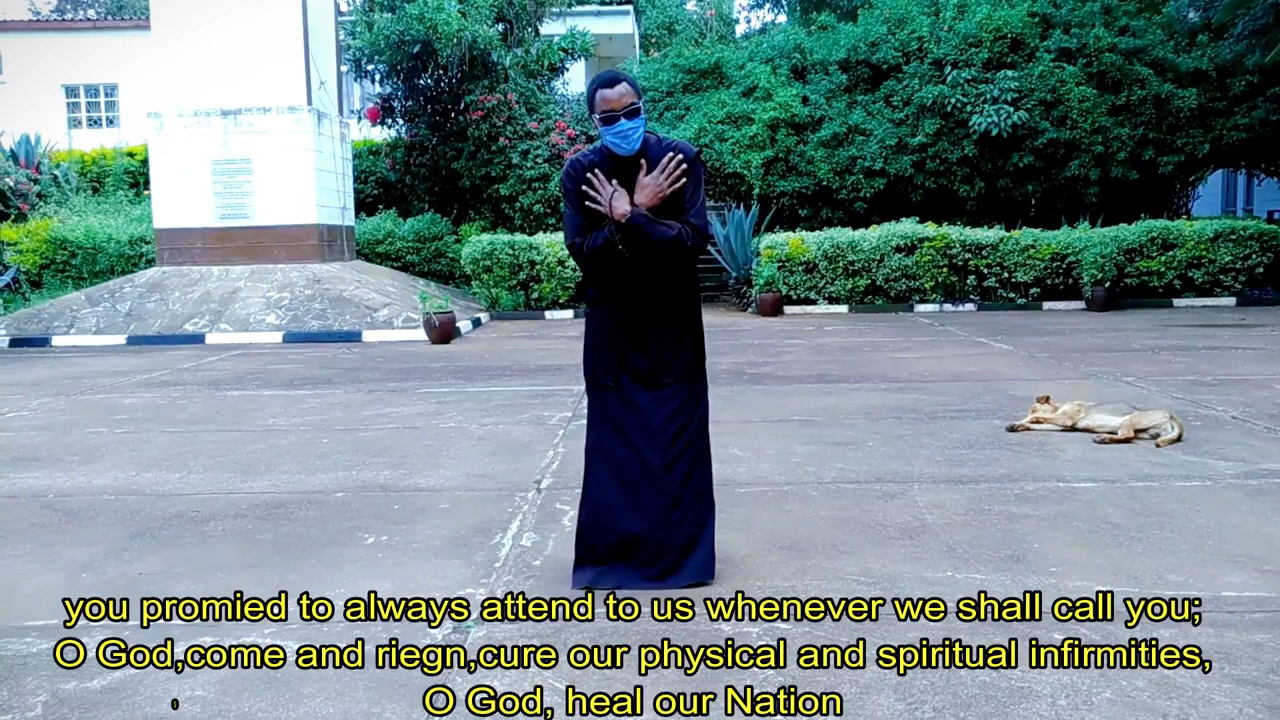 you promied to always attend to us whenever we shall call you;
O God,come and riegn,cure our physical and spiritual infirmities,
O God, heal our Nation